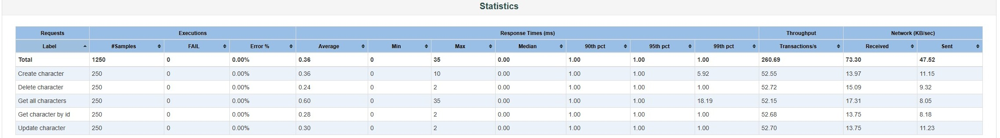 Statistics
Requests Executions Response Times (ms) Throughput Network (KB/sec)
Label #Samples FAIL Error % Average Min Max Median 90th pct 95th pct 99th pct Transactions/s Received Sent
Total 1250 0 0.00% 0.36 0 35 0.00 1.00 1.00 1.00 260.69 73.30 47.52
Create character 250 0 0.00% 0.36 0 10 0.00 1.00 1.00 5.92 52.55 13.97 11.15
Delete character 250 0 0.00% 0.24 0 2 0.00 1.00 1.00 1.00 52.72 15.09 9.32
Get all characters 250 0 0.00% 0.60 0 35 0.00 1.00 1.00 18.19 52.15 17.31 8.05
Get character by id 250 0 0.00% 0.28 0 2 0.00 1.00 1.00 1.00 52.68 13.75 8.18
Update character 250 0 0.00% 0.30 0 2 0.00 1.00 1.00 1.00 52.70 13.75 11.23